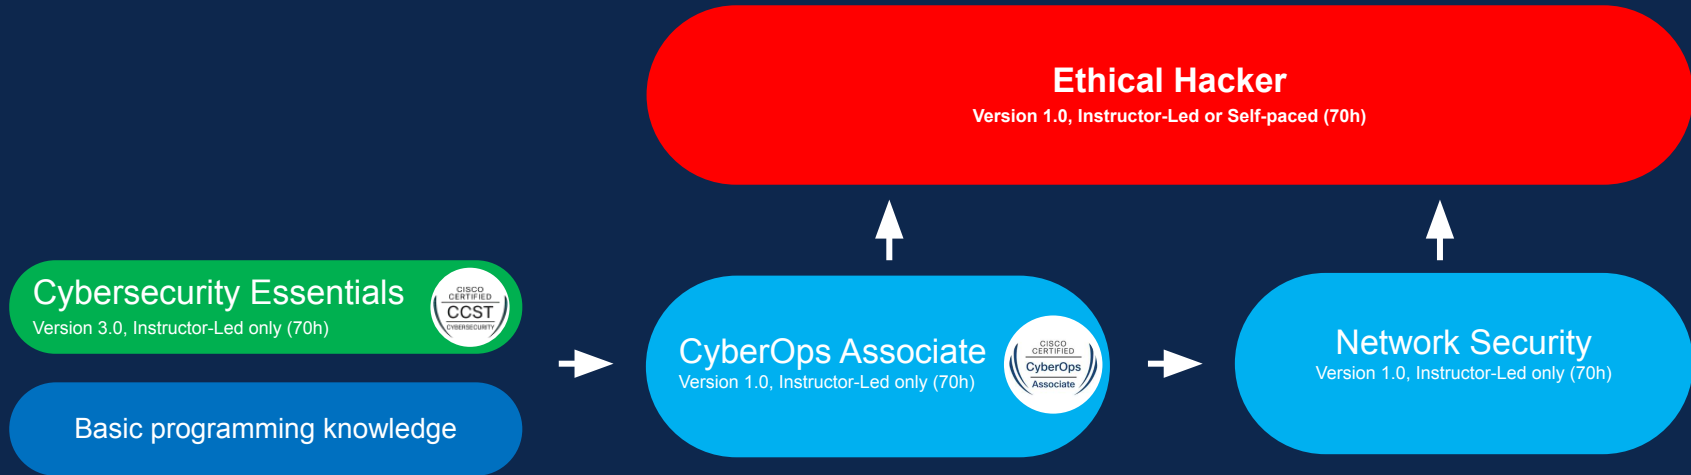 Ethical Hacker
Version 1.0, Instructor-Led or Self-paced (70h)
Cybersecurity Essentials
Version 3.0, Instructor-Led only (70h)
CISCO
CERTIFIED
CCST
CYBERSECURITY
Basic programming knowledge
CyberOps Associate
Version 1.0, Instructor-Led only (70h)
CISCO
CERTIFIED
CyberOps
Associate
Network Security
Version 1.0, Instructor-Led only (70h)